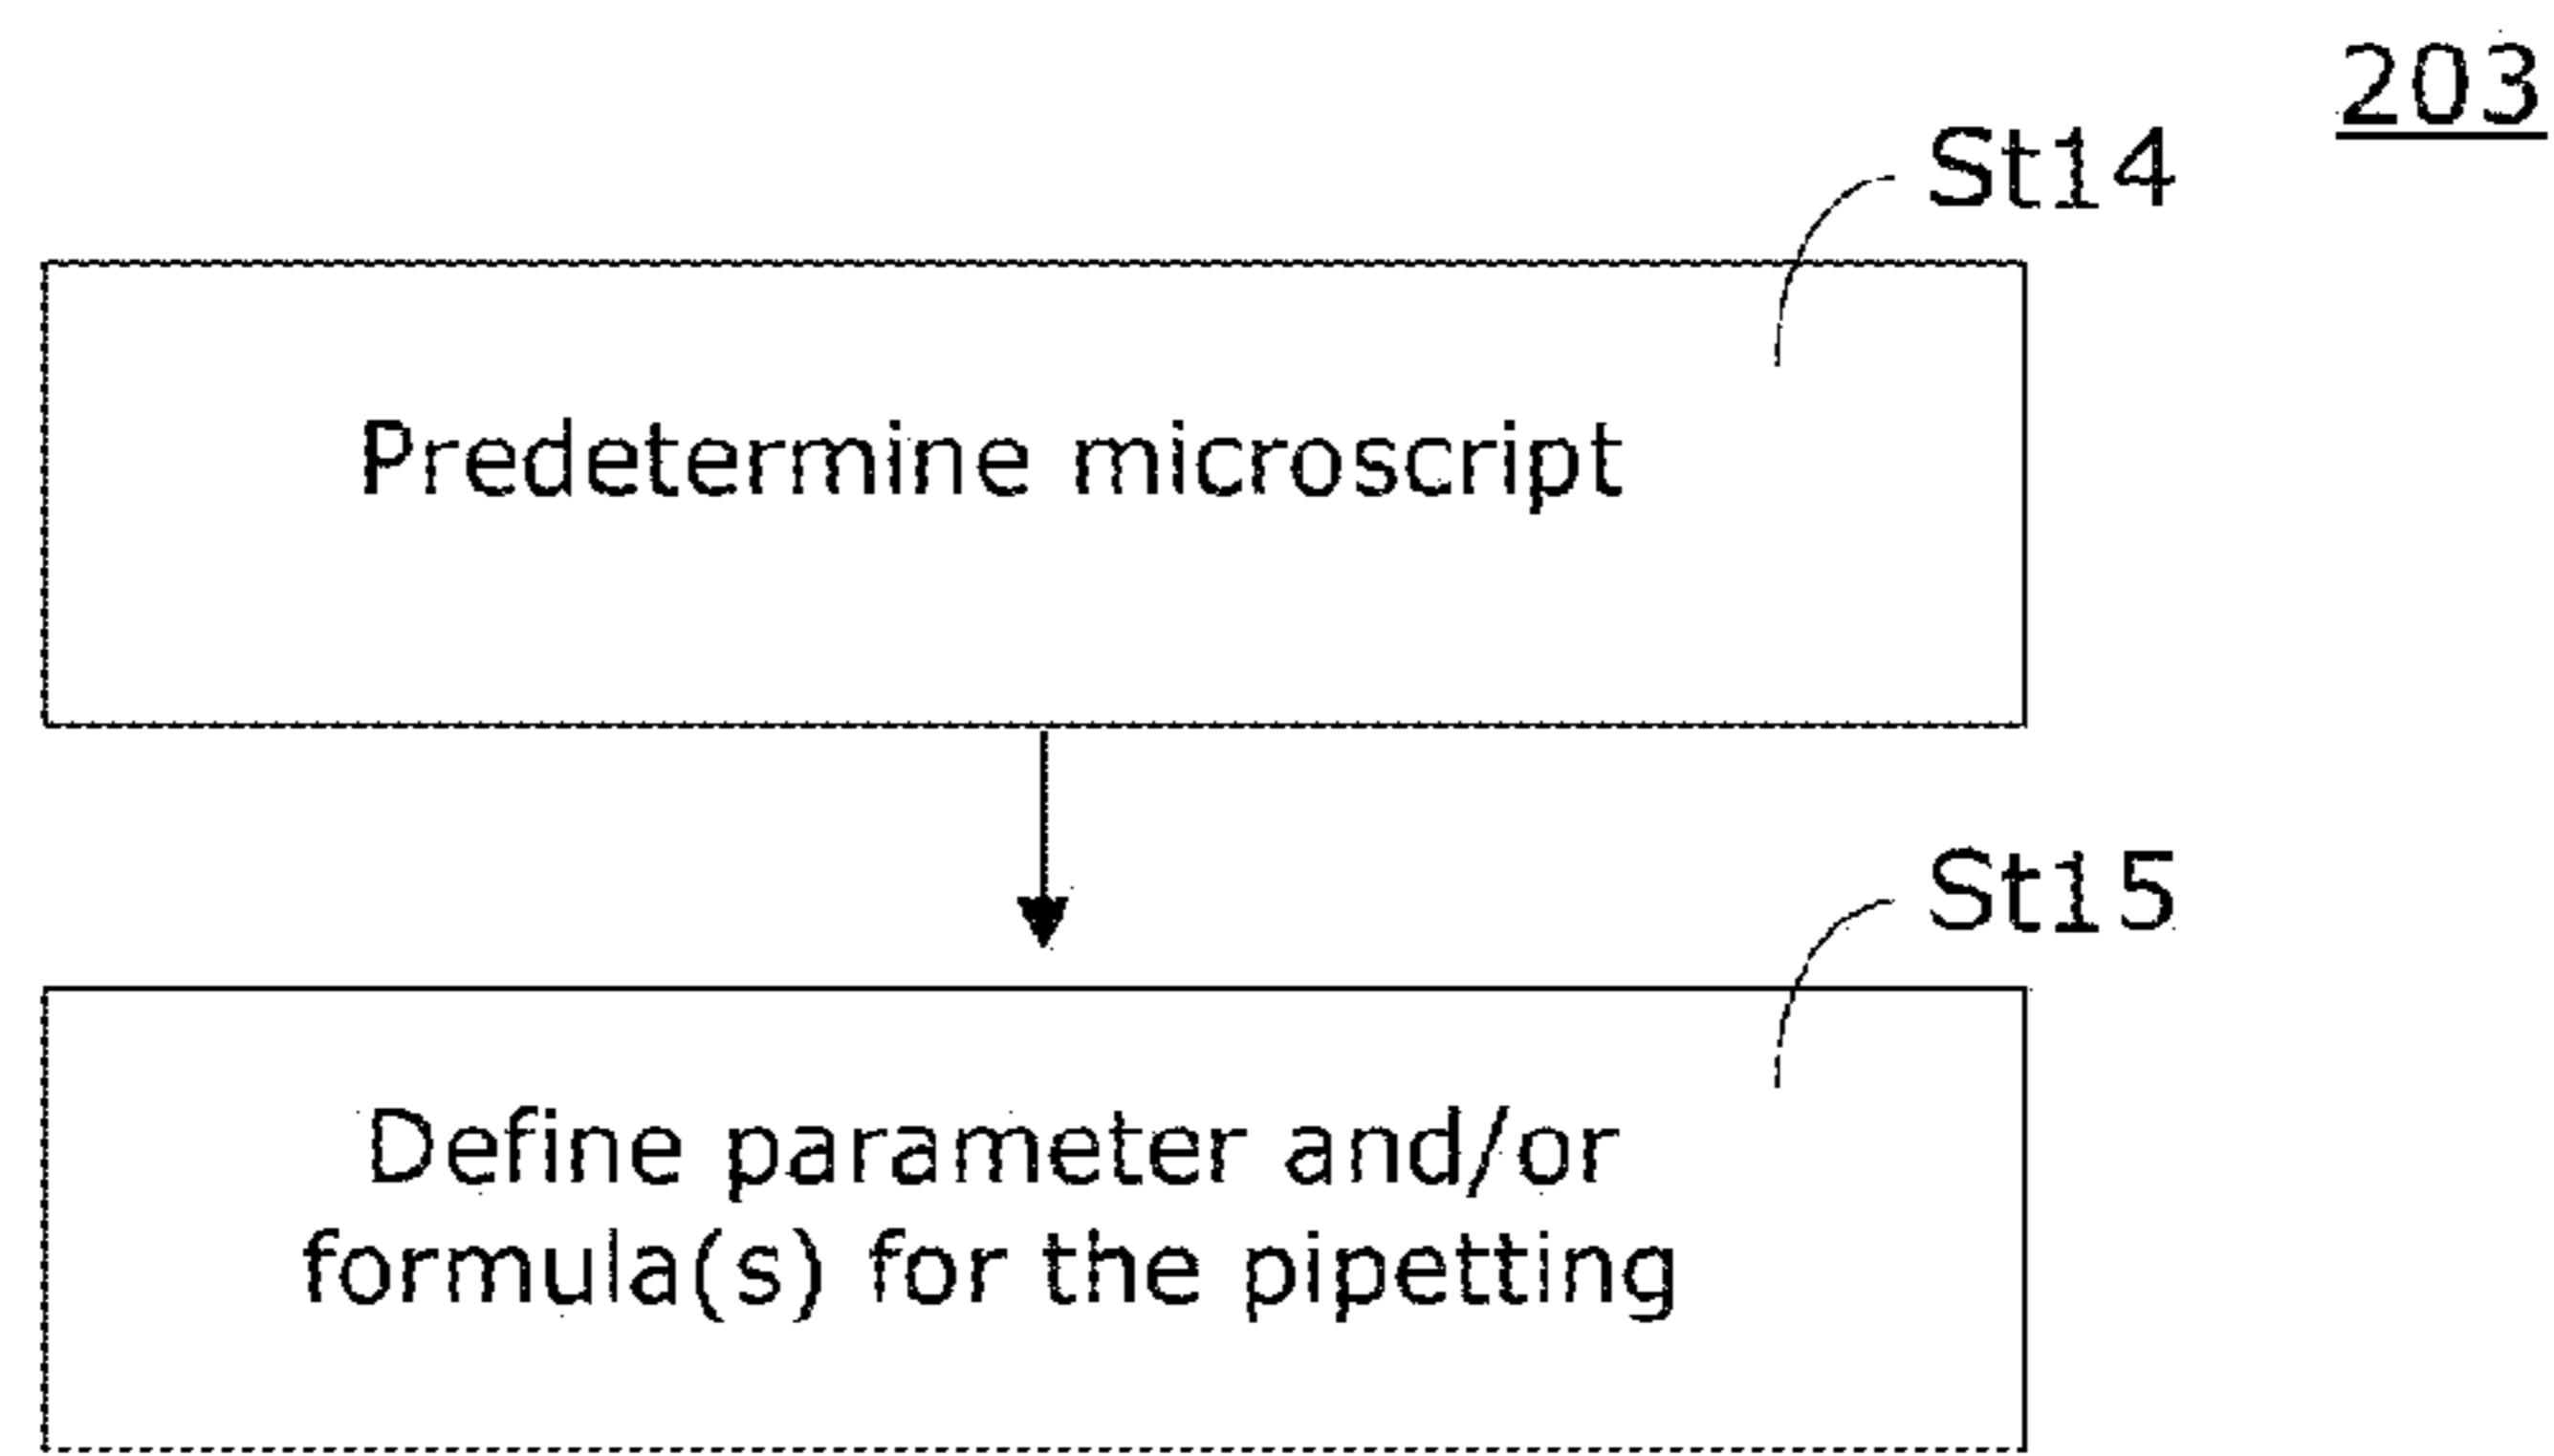 203
St14
Predetermine microscript
St15
Define parameter and/or
formula(s) for the pipetting